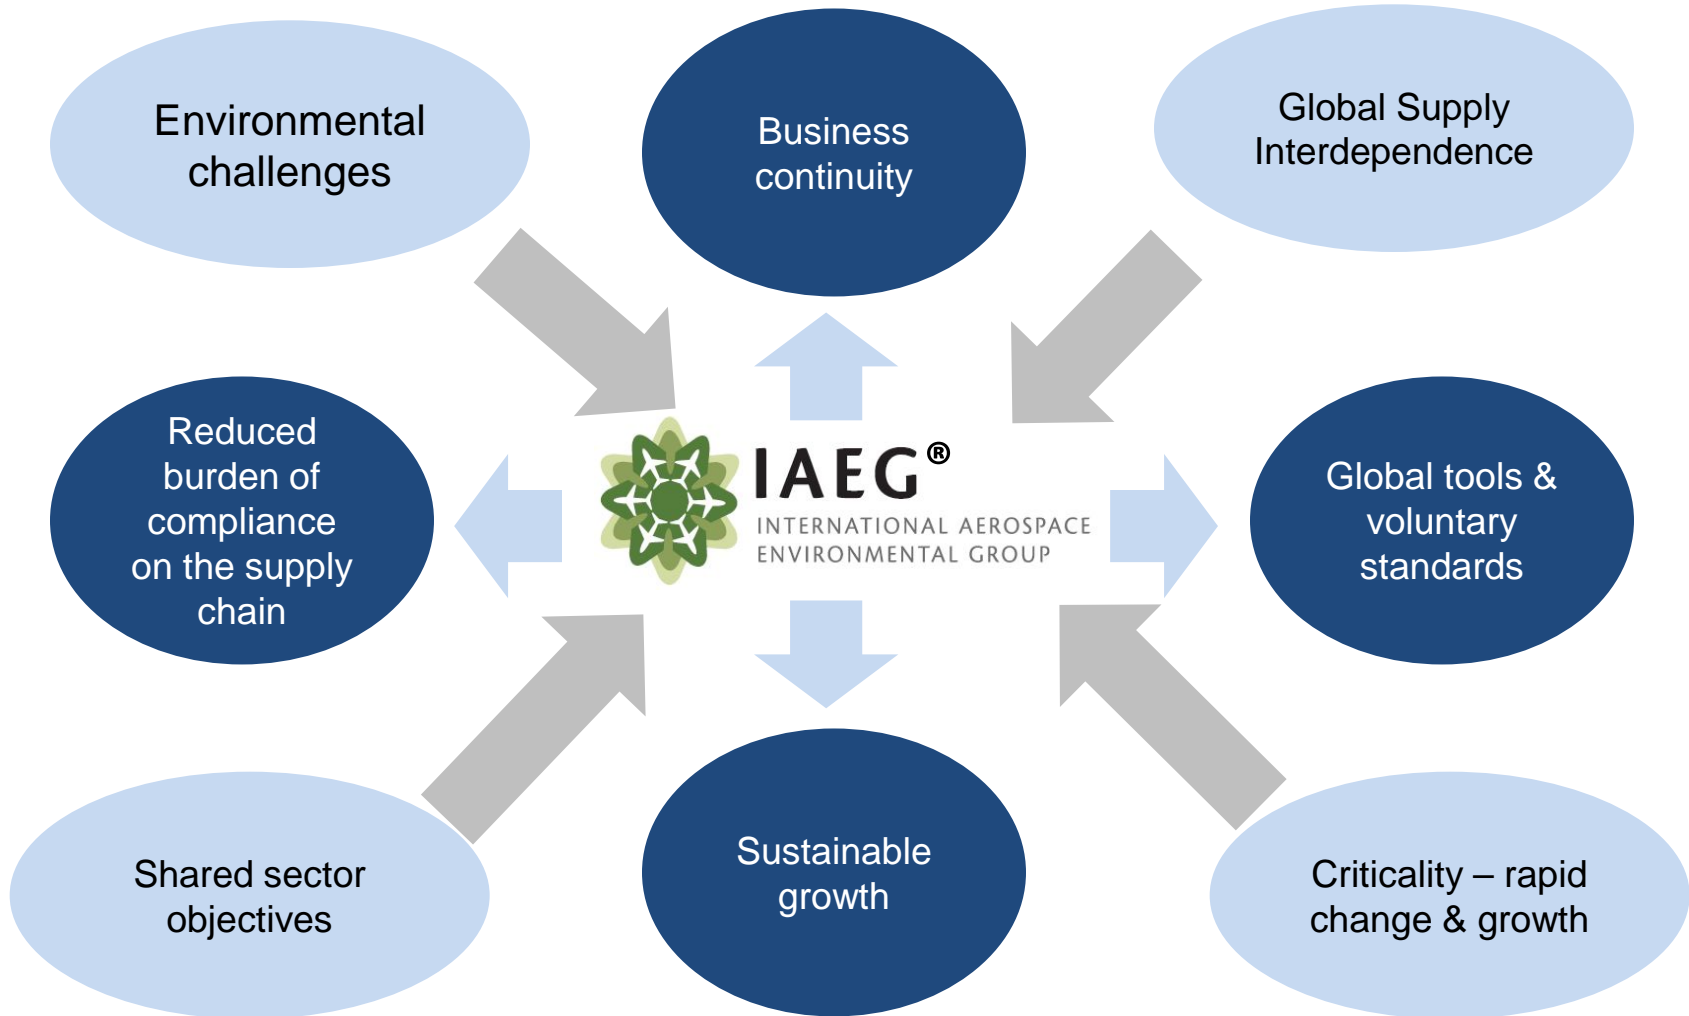 Environmental
challenges
Business
continuity
Global Supply
Interdependence
Reduced
burden of
compliance
on the supply
chain
IAEG®
INTERNATIONAL AEROSPACE
ENVIRONMENTAL GROUP
Global tools &
voluntary
standards
Shared sector
objectives
Sustainable
growth
Criticality – rapid
change & growth